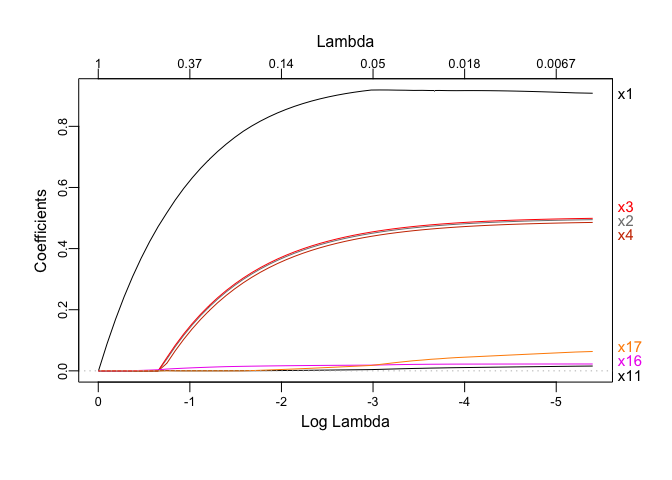 Lambda
1 0.37 0.14 0.05 0.018 0.0067
Coefficients
0.8
0.6
0.4
0.2
0.0
x1
x3
x2
x4
x17
x16
x11
0 -1 -2 -3 -4 -5
Log Lambda